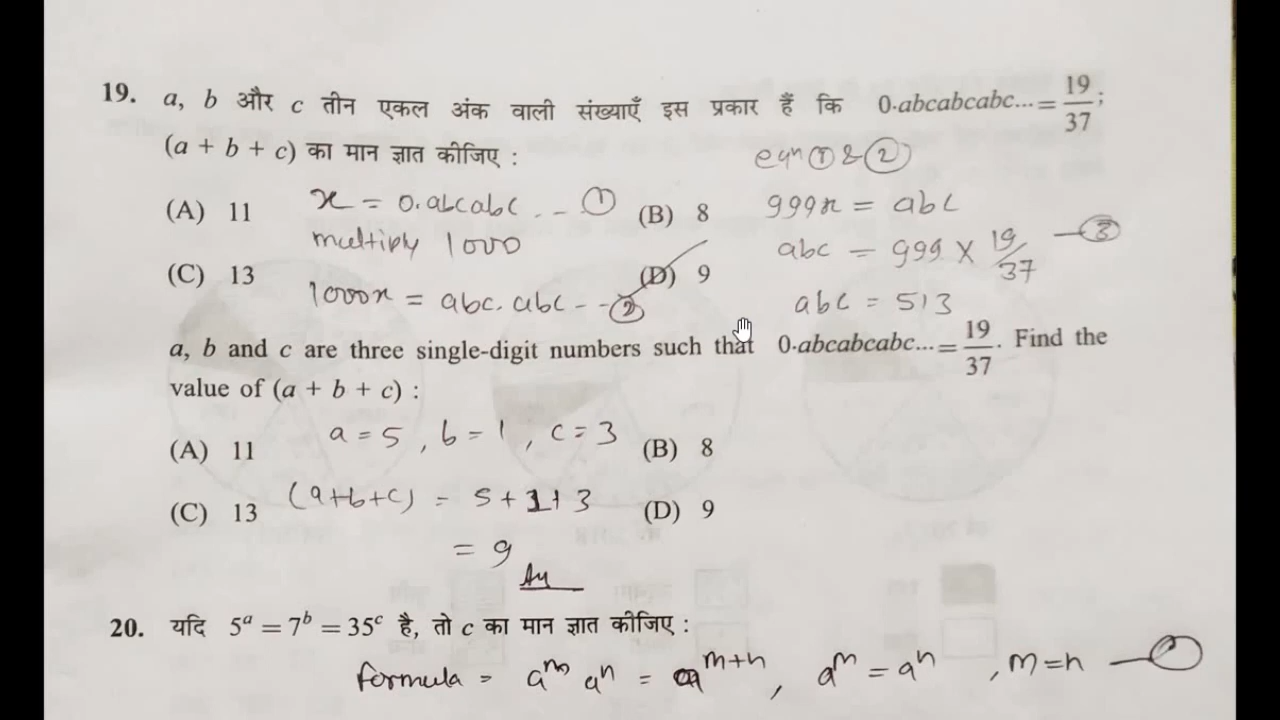 19. a, b और c तीन एकल अंक वाली संख्याएँ इस प्रकार हैं कि 0·abcabcabc... = 19/37;
(a + b + c) का मान ज्ञात कीजिए :
eqn ① & ②
(A) 11
x = 0.abcabc . - - ①
(B) 8
999x = abc
multiply 1000
abc = 999 × 19/37 — ③
(C) 13
(D) 9
1000x = abc.abc - - ②
abc = 513
a, b and c are three single-digit numbers such that 0·abcabcabc... = 19/37. Find the
value of (a + b + c) :
a = 5, b = 1, c = 3
(A) 11
(B) 8
(a+b+c) = 5 + 1 + 3
(C) 13
(D) 9
= 9
20. यदि 5^a = 7^b = 35^c है, तो c का मान ज्ञात कीजिए :
formula = a^m a^n = a^m+n, a^m = a^n, m=n —